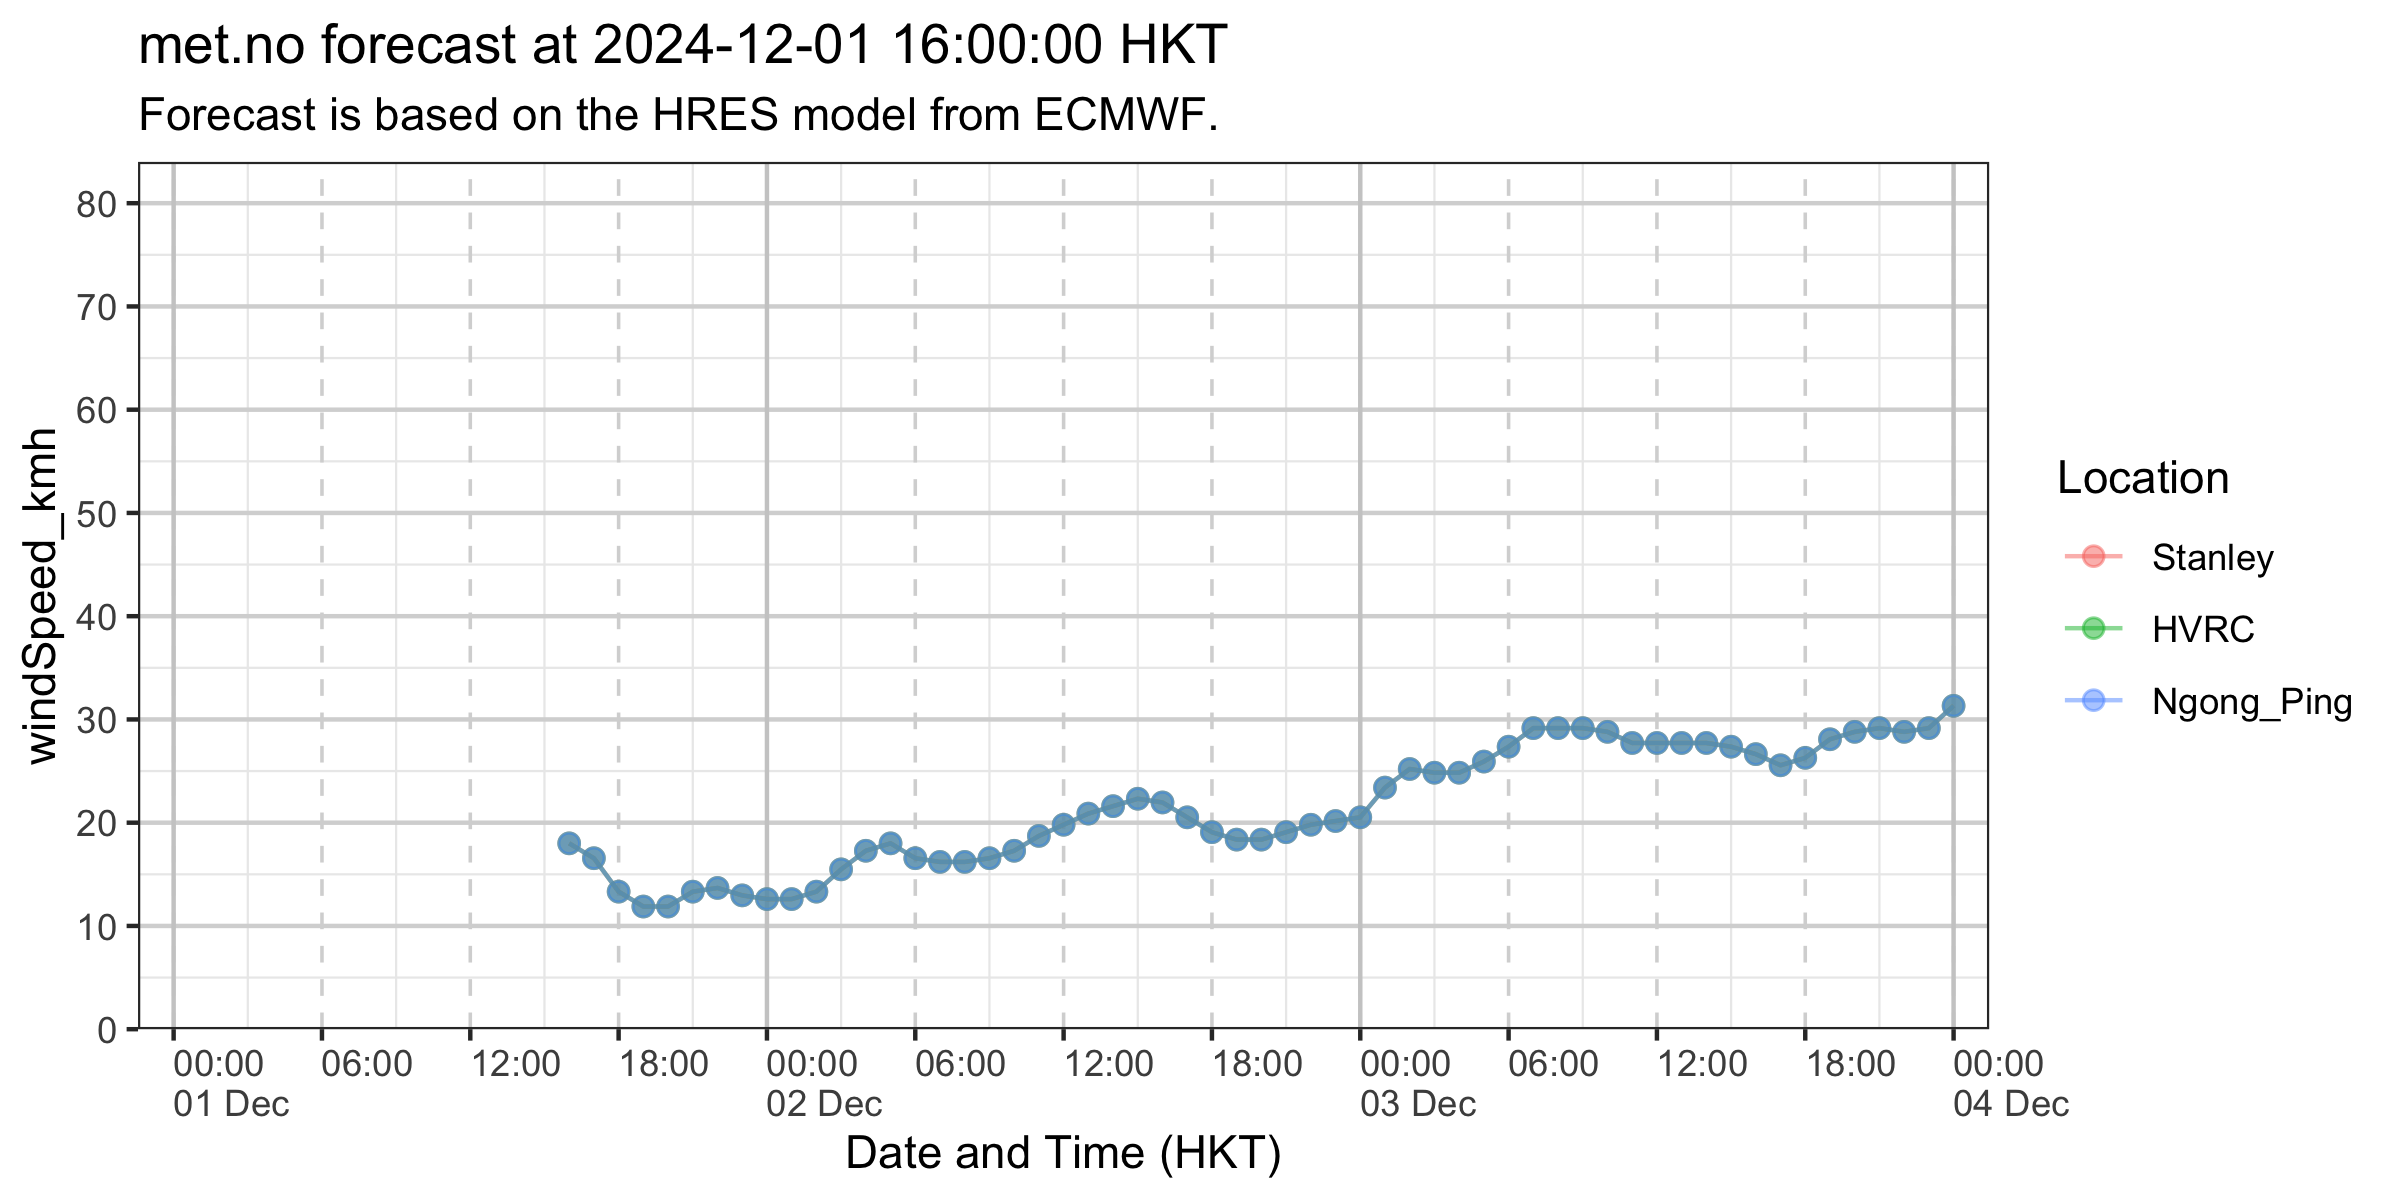 met.no forecast at 2024-12-01 16:00:00 HKT
Forecast is based on the HRES model from ECMWF.
windSpeed_kmh
80
70
60
50
40
30
20
10
0
00:00 06:00 12:00 18:00 00:00 06:00 12:00 18:00 00:00 06:00 12:00 18:00 00:00
01 Dec 02 Dec 03 Dec 04 Dec
Date and Time (HKT)
Location
Stanley
HVRC
Ngong_Ping